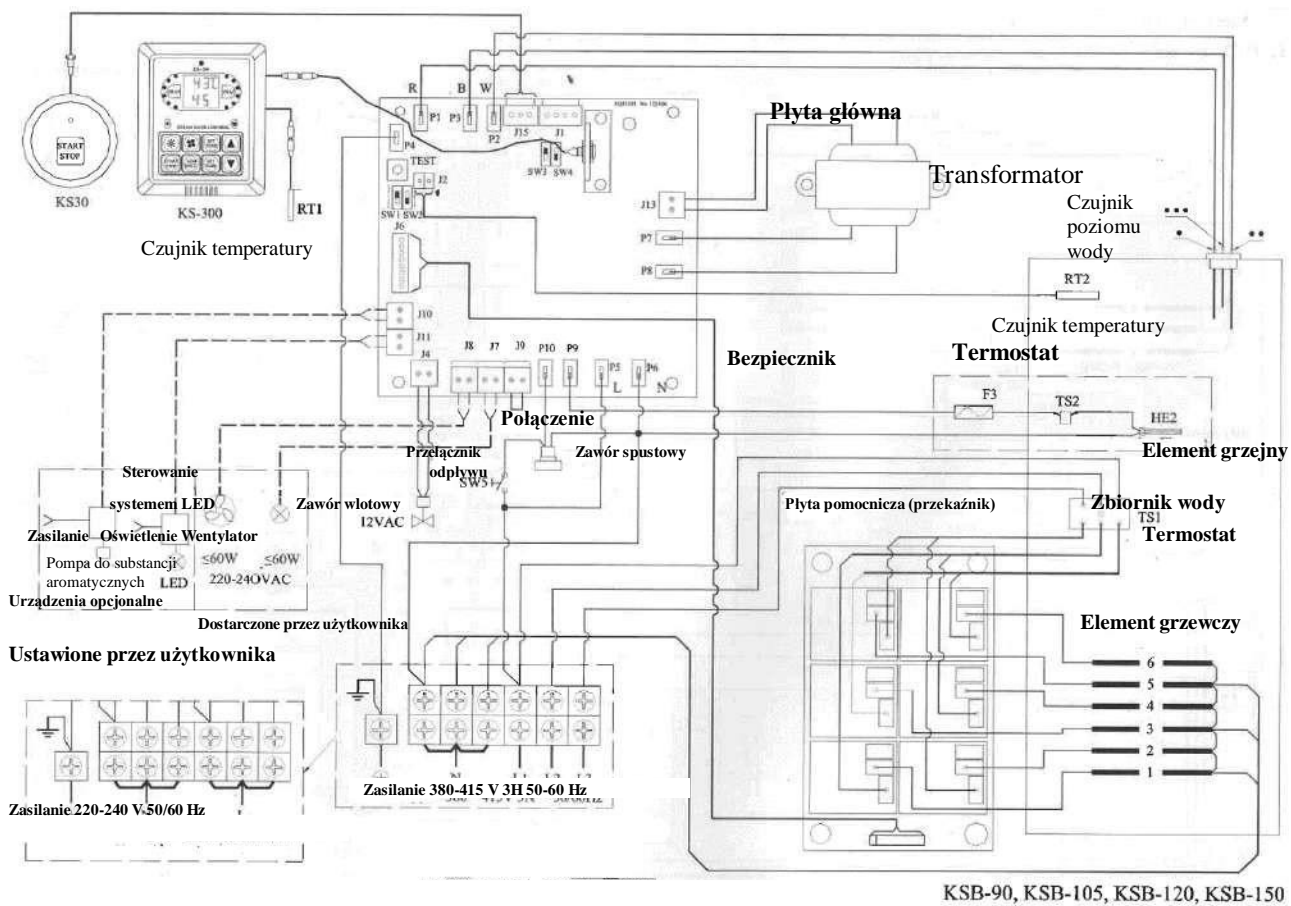 R
B
W
P1
P3
P2
J15
J1
P4
TEST
J2
SW3
SW4
SW1
SW2
J6
START
STOP
KS30
KS-300
RT1
Czujnik temperatury
Płyta główna
Transformator
J13
P7
P8
Czujnik
poziomu
wody
RT2
Czujnik temperatury
J10
J11
J4
J8
J7
J9
P10
P9
P5
L
P6
N
Bezpiecznik
Termostat
F3
TS2
HE2
Element grzejny
Połączenie
Przełącznik
odpływu
SW5
Zawór spustowy
Sterowanie
systemem LED
Zawór wlotowy
12VAC
Zasilanie
Oświetlenie
Wentylator
Pompa do substancji
aromatycznych
LED
≤60W
≤60W
220-240VAC
Urządzenia opcjonalne
Dostarczone przez użytkownika
Płyta pomocnicza (przekaźnik)
Zbiornik wody
TS1
Termostat
Element grzewczy
6
5
4
3
2
1
Ustawione przez użytkownika
Zasilanie 220-240 V 50/60 Hz
Zasilanie 380-415 V 3H 50-60 Hz
KSB-90, KSB-105, KSB-120, KSB-150